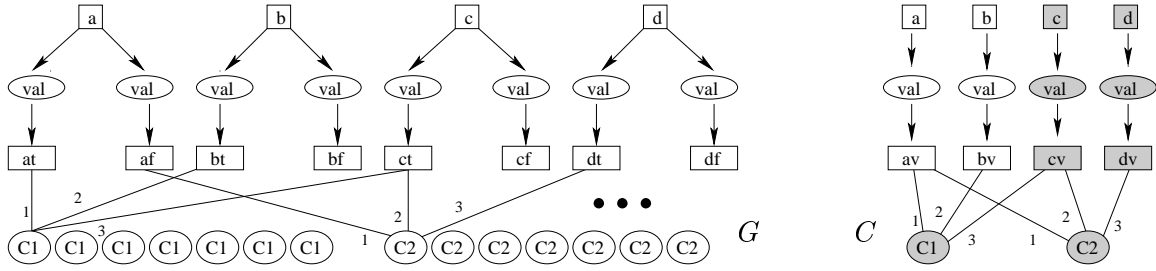 a b c d a b c d
val val val val val val val val val val val val
at af bt bf ct cf dt df av bv cv dv
1 2 3 1 2 3 1 2 3 1 2 3
C1 C1 C1 C1 C1 C1 C1 C2 C2 C2 C2 C2 C2 C2 G C C1 C2